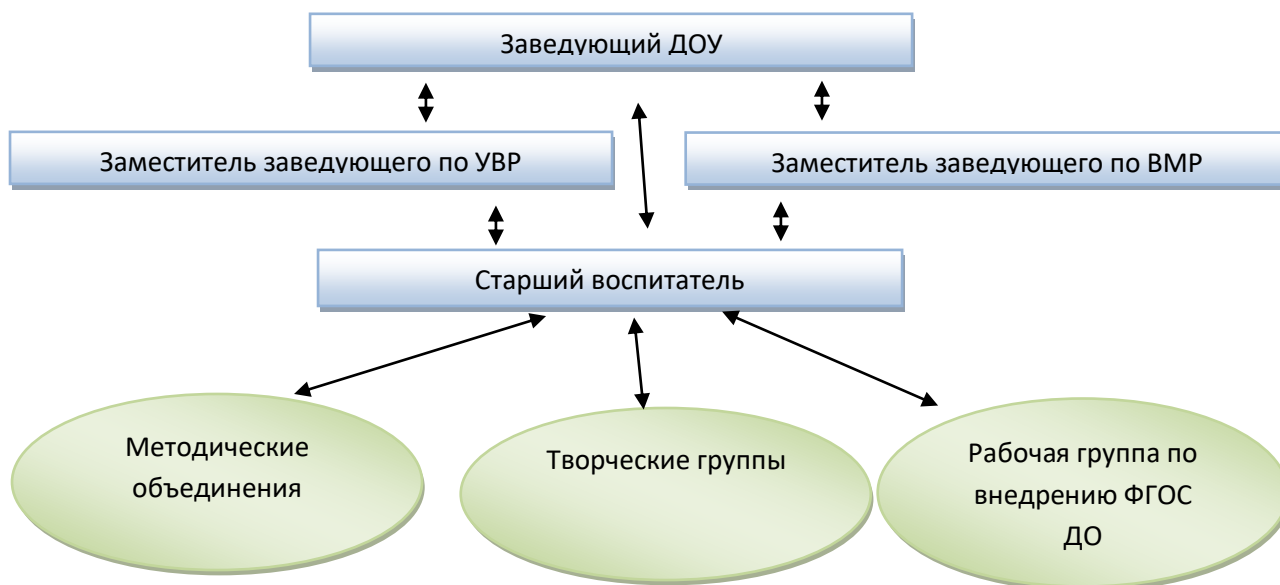 Заведующий ДОУ
Заместитель заведующего по УВР
Заместитель заведующего по ВМР
Старший воспитатель
Методические
объединения
Творческие группы
Рабочая группа по
внедрению ФГОС
ДО